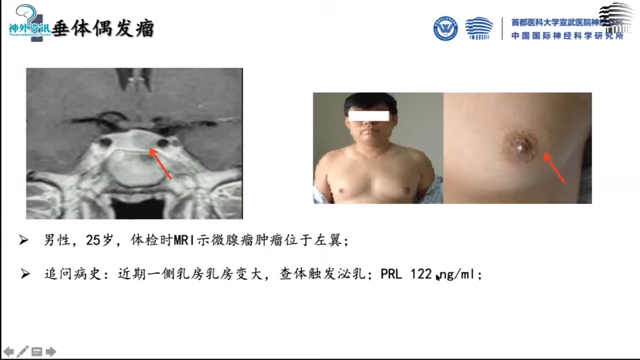 神外资讯
垂体偶发瘤
首都医科大学宣武医院神经外科
中国国际神经科学研究所
➢ 男性，25岁，体检时MRI示微腺瘤肿瘤位于左翼；
➢ 追问病史：近期一侧乳房乳房变大，查体触发泌乳；PRL 122 ng/ml；